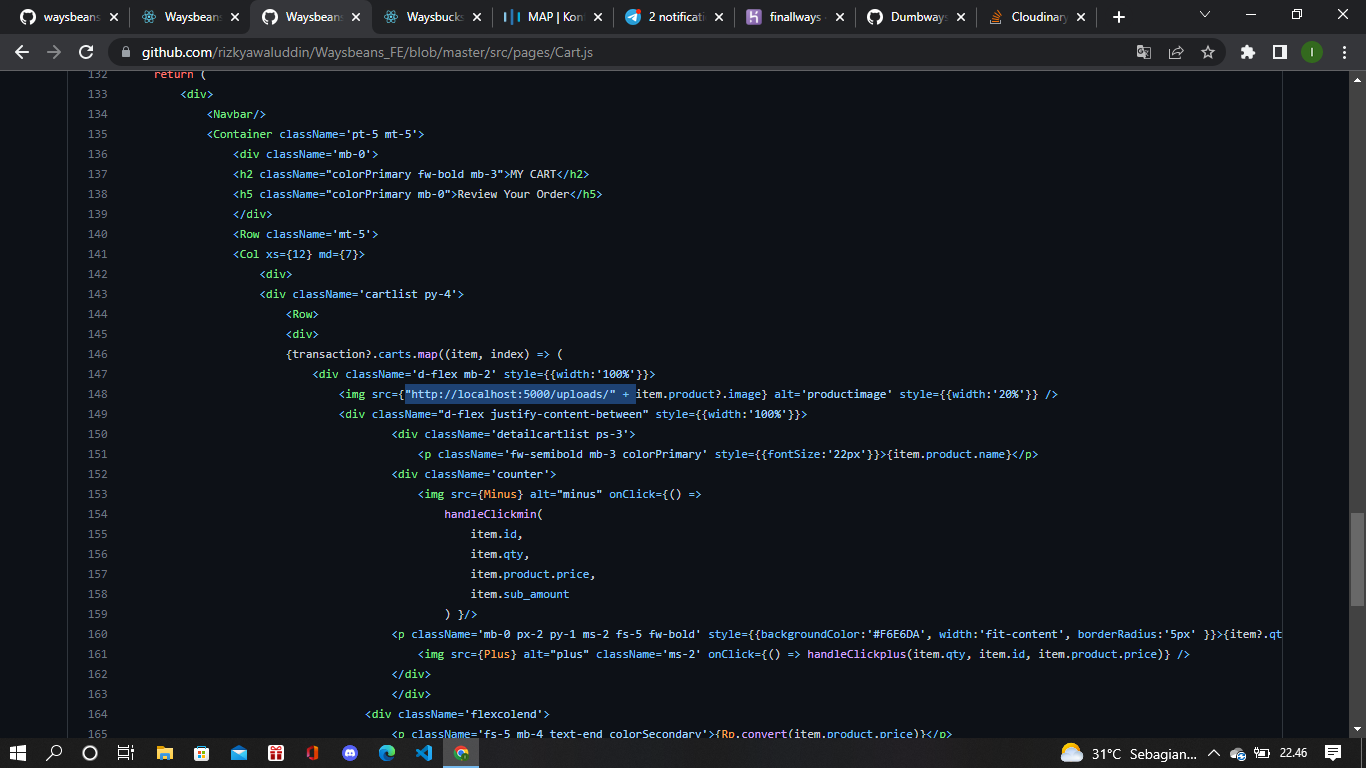 waysbeans
Waysbeans
Waysbeans
Waysbucks
MAP | Kon
2 notificati
finallways
Dumbways
Cloudinary
github.com/rizkyawaluddin/Waysbeans_FE/blob/master/src/pages/Cart.js
I
132 return (
133 <div>
134 <Navbar/>
135 <Container className='pt-5 mt-5'>
136 <div className='mb-0'>
137 <h2 className="colorPrimary fw-bold mb-3">MY CART</h2>
138 <h5 className="colorPrimary mb-0">Review Your Order</h5>
139 </div>
140 <Row className='mt-5'>
141 <Col xs={12} md={7}>
142 <div>
143 <div className='cartlist py-4'>
144 <Row>
145 <div>
146 {transaction?.carts.map((item, index) => (
147 <div className='d-flex mb-2' style={{width:'100%'}}>
148 <img src={"http://localhost:5000/uploads/" + item.product?.image} alt='productimage' style={{width:'20%'}} />
149 <div className="d-flex justify-content-between" style={{width:'100%'}}>
150 <div className='detailcartlist ps-3'>
151 <p className='fw-semibold mb-3 colorPrimary' style={{fontSize:'22px'}}>{item.product.name}</p>
152 <div className='counter'>
153 <img src={Minus} alt="minus" onClick={() =>
154 handleClickmin(
155 item.id,
156 item.qty,
157 item.product.price,
158 item.sub_amount
159 ) }/>
160 <p className='mb-0 px-2 py-1 ms-2 fs-5 fw-bold' style={{backgroundColor:'#F6E6DA', width:'fit-content', borderRadius:'5px' }}>{item?.qt
161 <img src={Plus} alt="plus" className='ms-2' onClick={() => handleClickplus(item.qty, item.id, item.product.price)} />
162 </div>
163 </div>
164 <div className='flexcolend'>
165 <p className='fs-5 mb-4 text-end colorSecondary'>{Rp.convert(item.product.price)}</p>
31°C Sebagian... 22.46